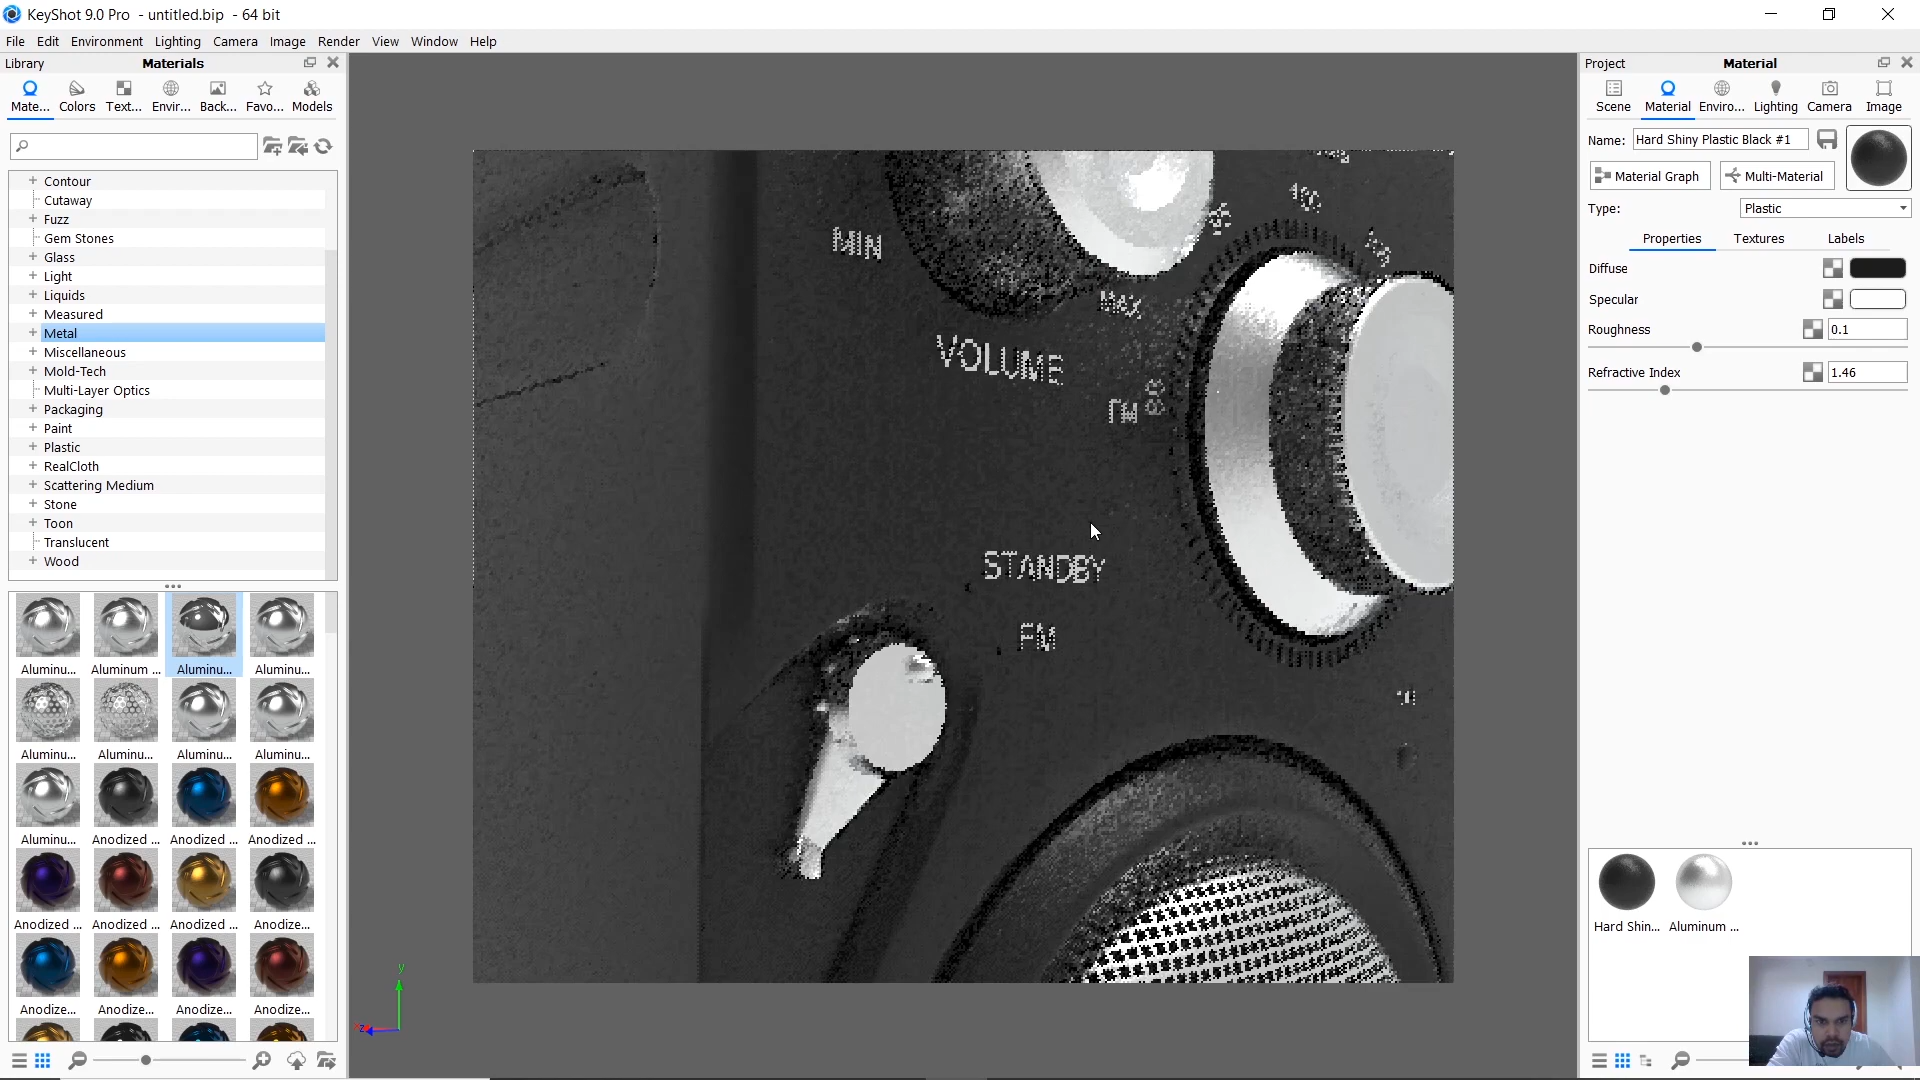 KeyShot 9.0 Pro - untitled.bip - 64 bit
File Edit Environment Lighting Camera Image Render View Window Help
Library Materials
Mate... Colors Text... Envir... Back... Favo... Models
Contour
Cutaway
Fuzz
Gem Stones
Glass
Light
Liquids
Measured
Metal
Miscellaneous
Mold-Tech
Multi-Layer Optics
Packaging
Paint
Plastic
RealCloth
Scattering Medium
Stone
Toon
Translucent
Wood
Aluminu... Aluminum ... Aluminu... Aluminu...
Aluminu... Aluminu... Aluminu... Aluminu...
Aluminu... Anodized ... Anodized ... Anodized ...
Anodized ... Anodized ... Anodized ... Anodize...
Anodize... Anodize... Anodize... Anodize...
MIN
MAX
VOLUME
STANDBY
FM
y
z
Project Material
Scene Material Enviro... Lighting Camera Image
Name: Hard Shiny Plastic Black #1
Material Graph Multi-Material
Type: Plastic
Properties Textures Labels
Diffuse
Specular
Roughness 0.1
Refractive Index 1.46
Hard Shin... Aluminum ...